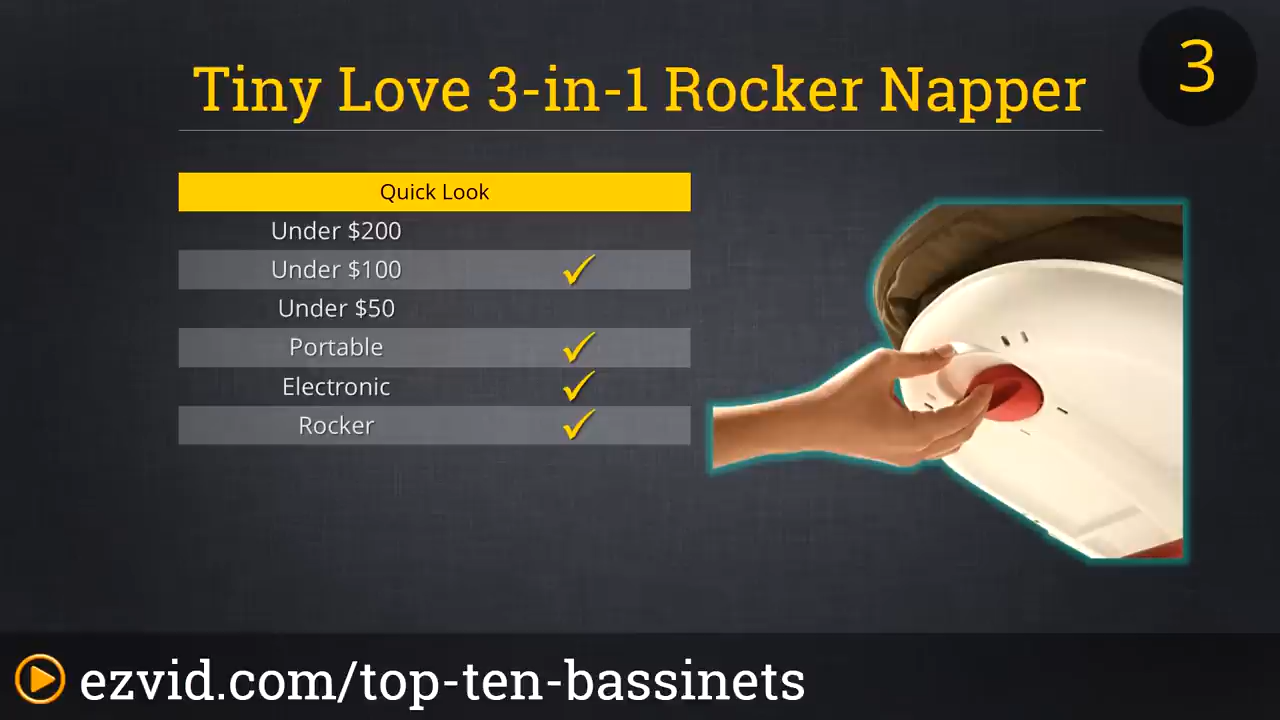 3
Tiny Love 3-in-1 Rocker Napper
Quick Look
Under $200
Under $100 ✓
Under $50
Portable ✓
Electronic ✓
Rocker ✓
ezvid.com/top-ten-bassinets